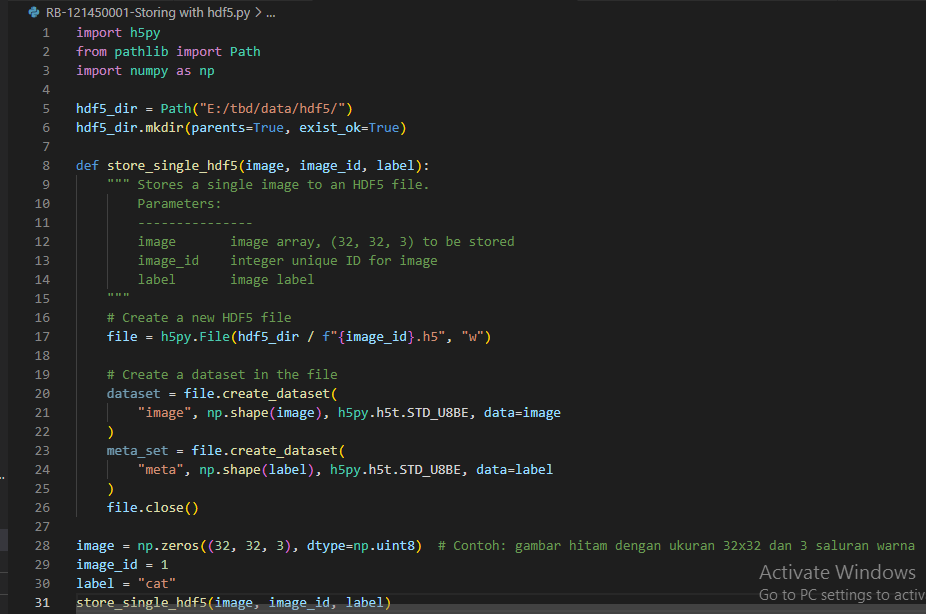 RB-121450001-Storing with hdf5.py > ...
1 import h5py
2 from pathlib import Path
3 import numpy as np
4
5 hdf5_dir = Path("E:/tbd/data/hdf5/")
6 hdf5_dir.mkdir(parents=True, exist_ok=True)
7
8 def store_single_hdf5(image, image_id, label):
9     """ Stores a single image to an HDF5 file.
10         Parameters:
11         ---------------
12         image       image array, (32, 32, 3) to be stored
13         image_id    integer unique ID for image
14         label       image label
15     """
16     # Create a new HDF5 file
17     file = h5py.File(hdf5_dir / f"{image_id}.h5", "w")
18
19     # Create a dataset in the file
20     dataset = file.create_dataset(
21         "image", np.shape(image), h5py.h5t.STD_U8BE, data=image
22     )
23     meta_set = file.create_dataset(
24         "meta", np.shape(label), h5py.h5t.STD_U8BE, data=label
25     )
26     file.close()
27
28 image = np.zeros((32, 32, 3), dtype=np.uint8)  # Contoh: gambar hitam dengan ukuran 32x32 dan 3 saluran warna
29 image_id = 1
30 label = "cat"
31 store_single_hdf5(image, image_id, label)
Activate Windows
Go to PC settings to activ